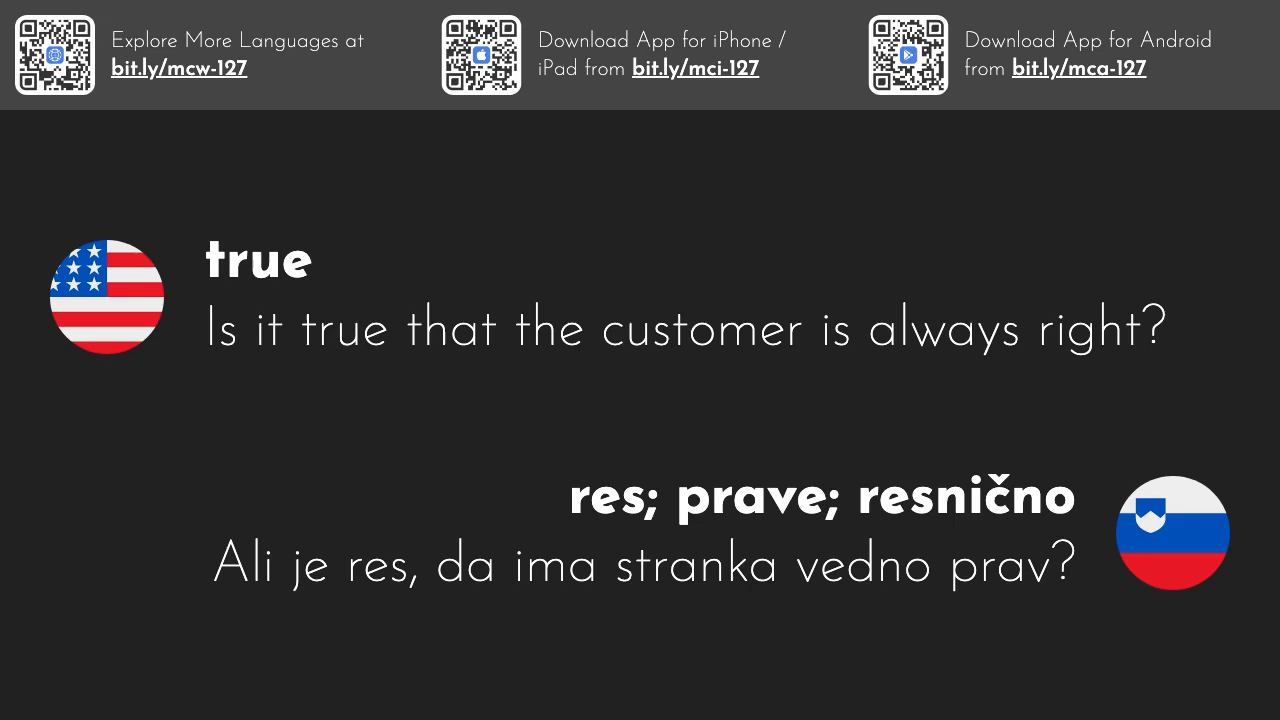 Explore More Languages at
bit.ly/mcw-127
Download App for iPhone /
iPad from bit.ly/mci-127
Download App for Android
from bit.ly/mca-127
true
Is it true that the customer is always right?
res; prave; resnično
Ali je res, da ima stranka vedno prav?